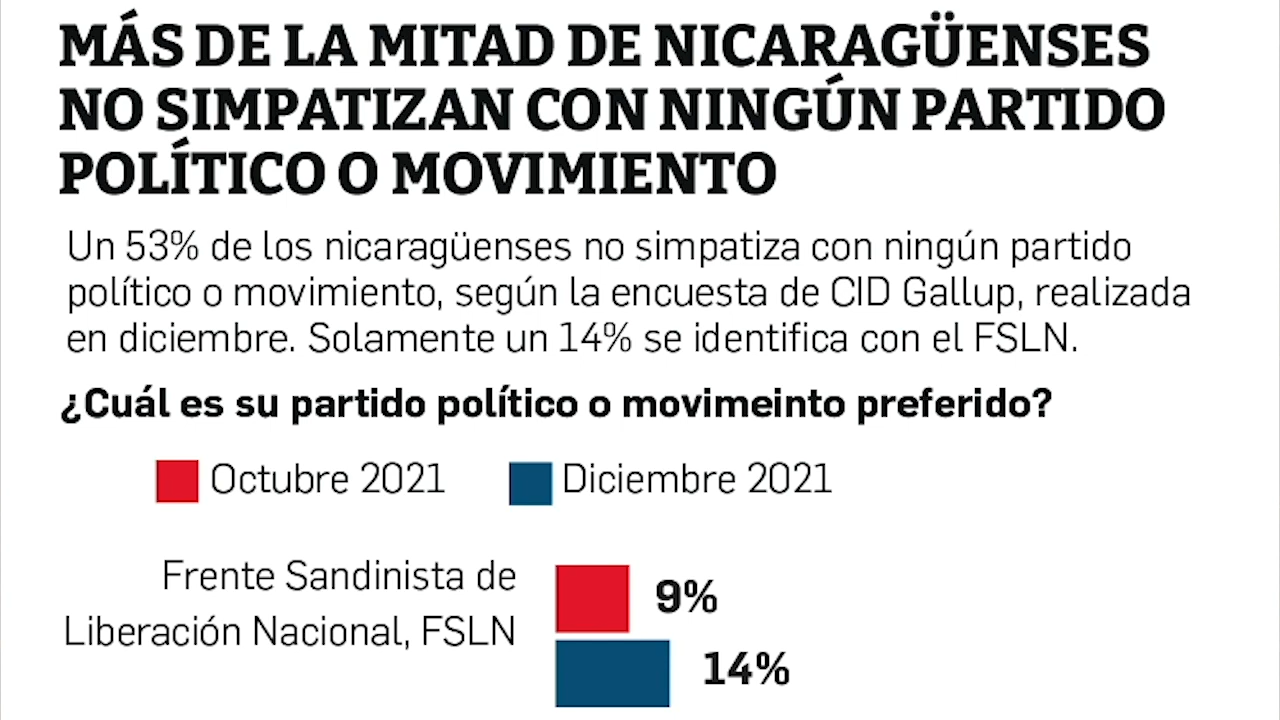 MÁS DE LA MITAD DE NICARAGÜENSES
NO SIMPATIZAN CON NINGÚN PARTIDO
POLÍTICO O MOVIMIENTO
Un 53% de los nicaragüenses no simpatiza con ningún partido
político o movimiento, según la encuesta de CID Gallup, realizada
en diciembre. Solamente un 14% se identifica con el FSLN.
¿Cuál es su partido político o movimeinto preferido?
Octubre 2021 Diciembre 2021
Frente Sandinista de
Liberación Nacional, FSLN
9%
14%